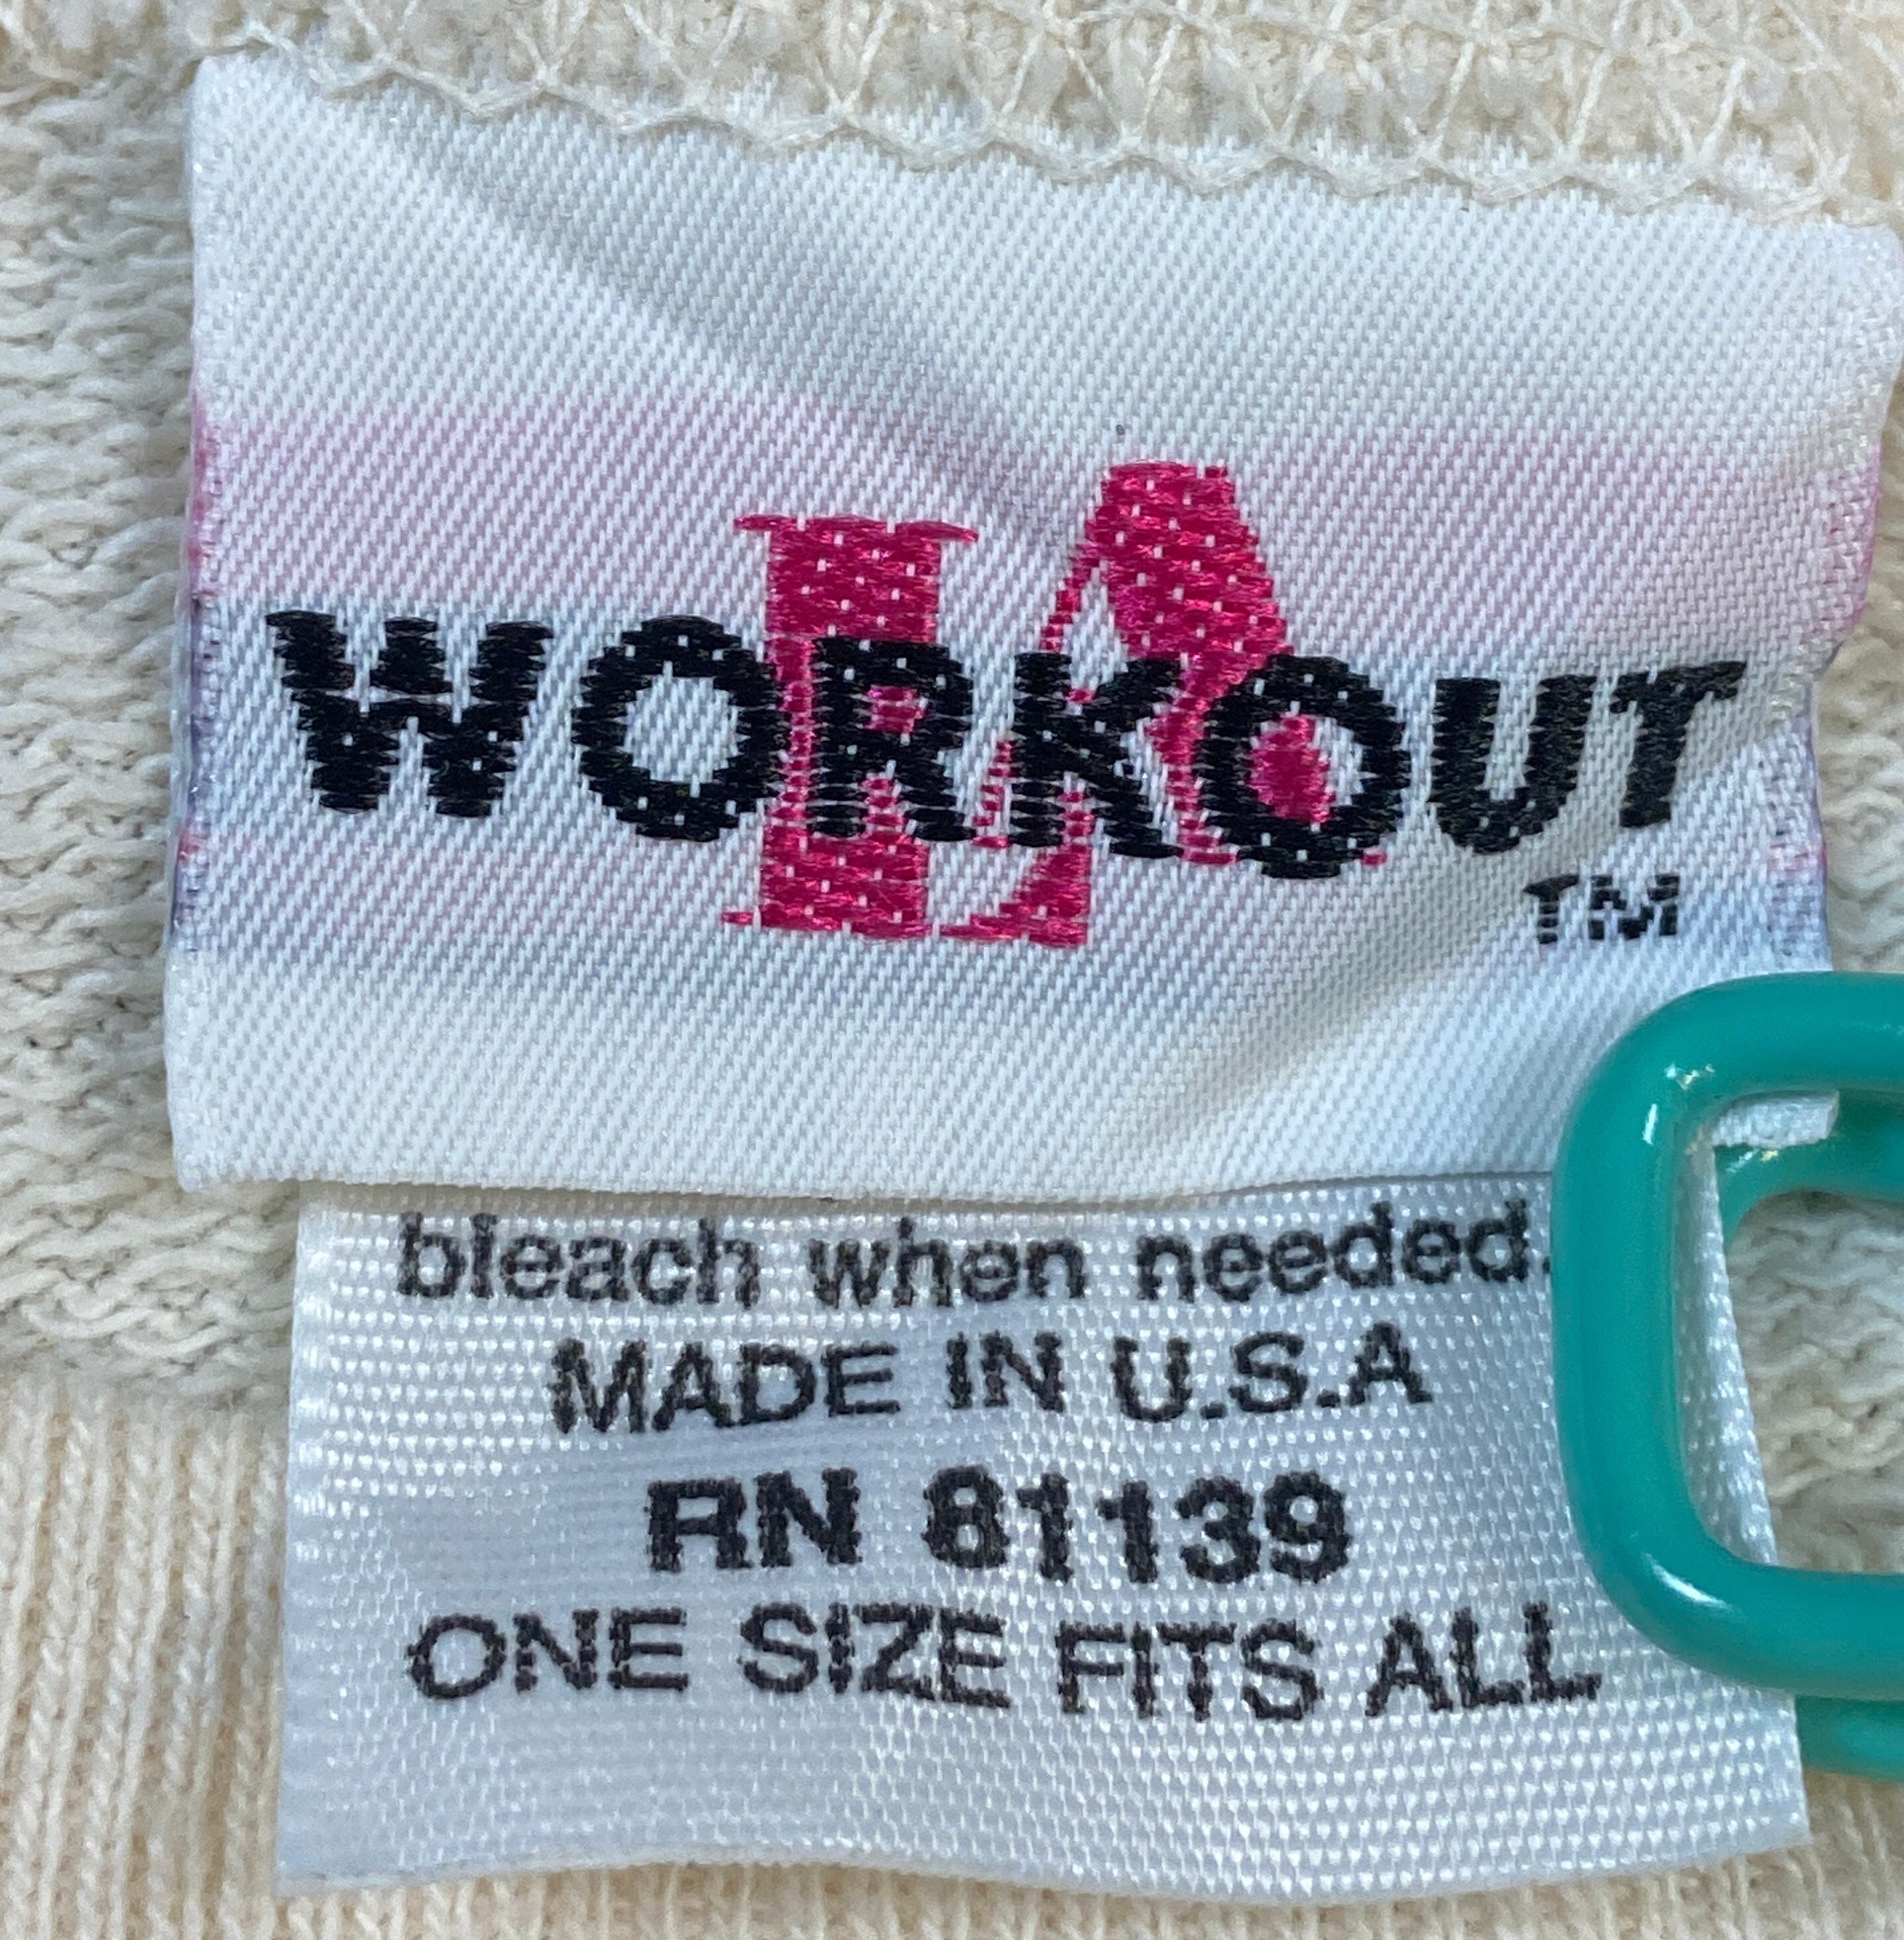 LA
WORKOUT
TM
bleach when needed.
MADE IN U.S.A
RN 81139
ONE SIZE FITS ALL